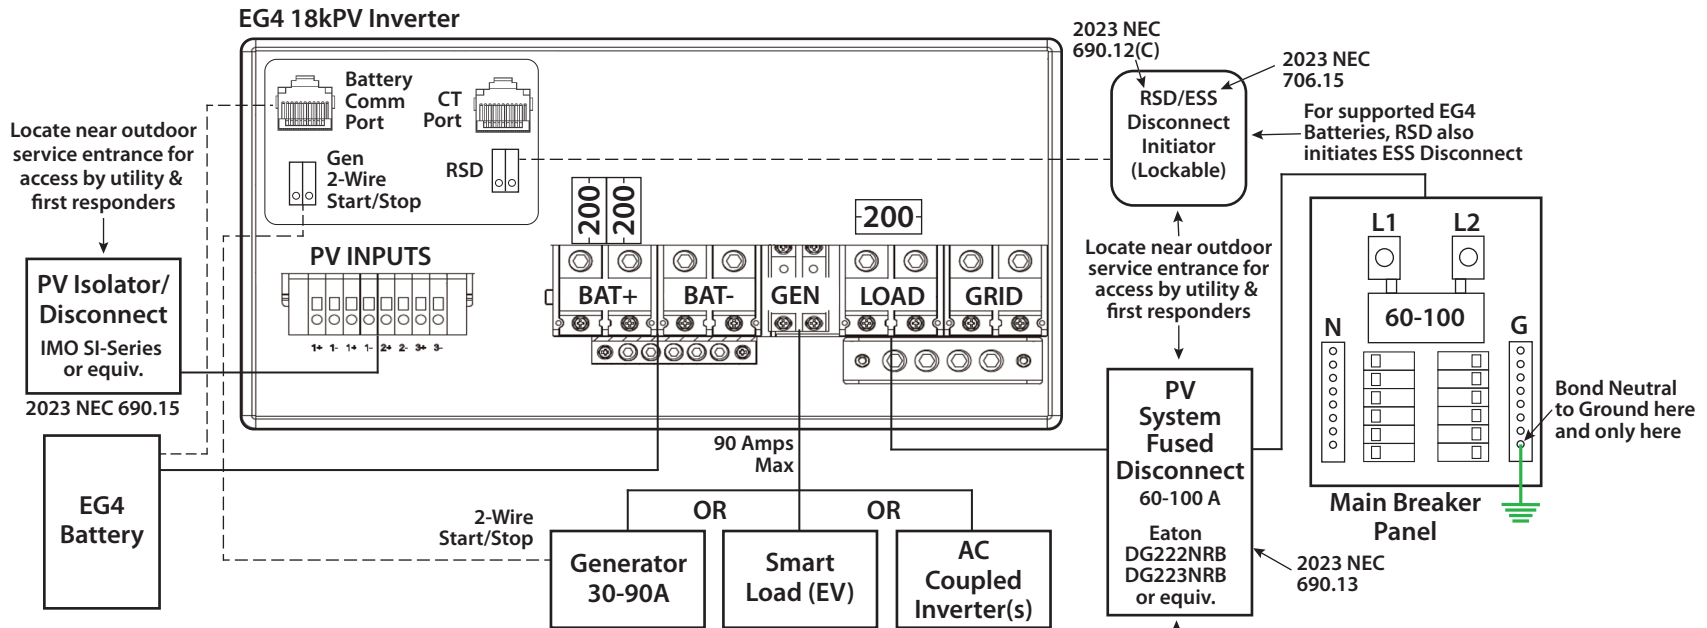 EG4 18kPV Inverter
Battery
Comm
Port
CT
Port
Gen
2-Wire
Start/Stop
RSD
Locate near outdoor
service entrance for
access by utility &
first responders
PV Isolator/
Disconnect
IMO SI-Series
or equiv.
2023 NEC 690.15
PV INPUTS
1+ 1- 1+ 1- 2+ 2- 3+ 3-
200
200
200
BAT+
BAT-
GEN
LOAD
GRID
2023 NEC
690.12(C)
2023 NEC
706.15
RSD/ESS
Disconnect
Initiator
(Lockable)
For supported EG4
Batteries, RSD also
initiates ESS Disconnect
Locate near outdoor
service entrance for
access by utility &
first responders
L1
L2
60-100
N
G
Bond Neutral
to Ground here
and only here
Main Breaker
Panel
PV
System
Fused
Disconnect
60-100 A
Eaton
DG222NRB
DG223NRB
or equiv.
2023 NEC
690.13
EG4
Battery
90 Amps
Max
2-Wire
Start/Stop
OR
OR
Generator
30-90A
Smart
Load (EV)
AC
Coupled
Inverter(s)